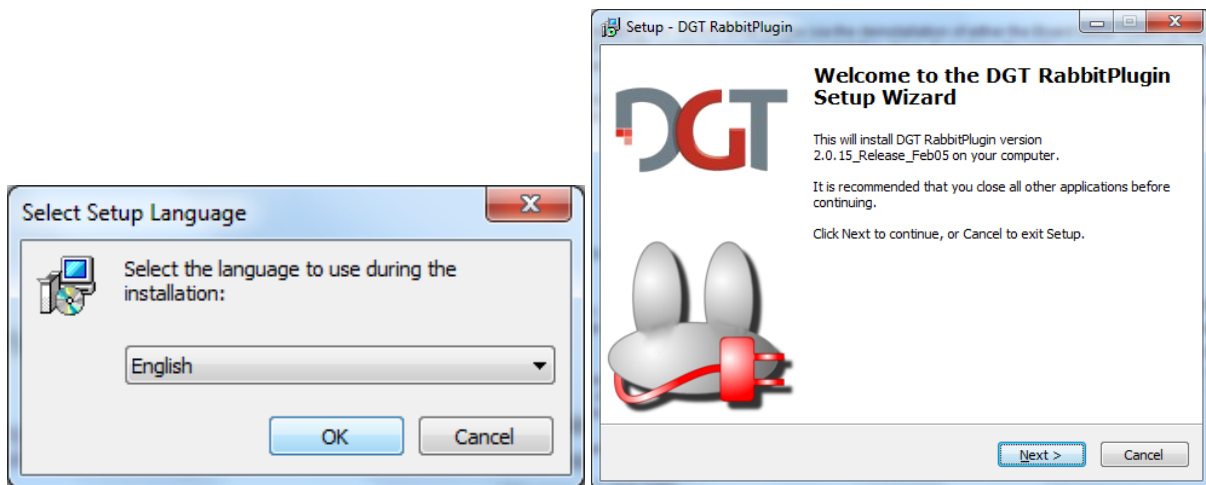 Select Setup Language
Select the language to use during the
installation:
English
OK
Cancel
Setup - DGT RabbitPlugin
DGT
Welcome to the DGT RabbitPlugin
Setup Wizard
This will install DGT RabbitPlugin version
2.0.15_Release_Feb05 on your computer.
It is recommended that you close all other applications before
continuing.
Click Next to continue, or Cancel to exit Setup.
Next >
Cancel